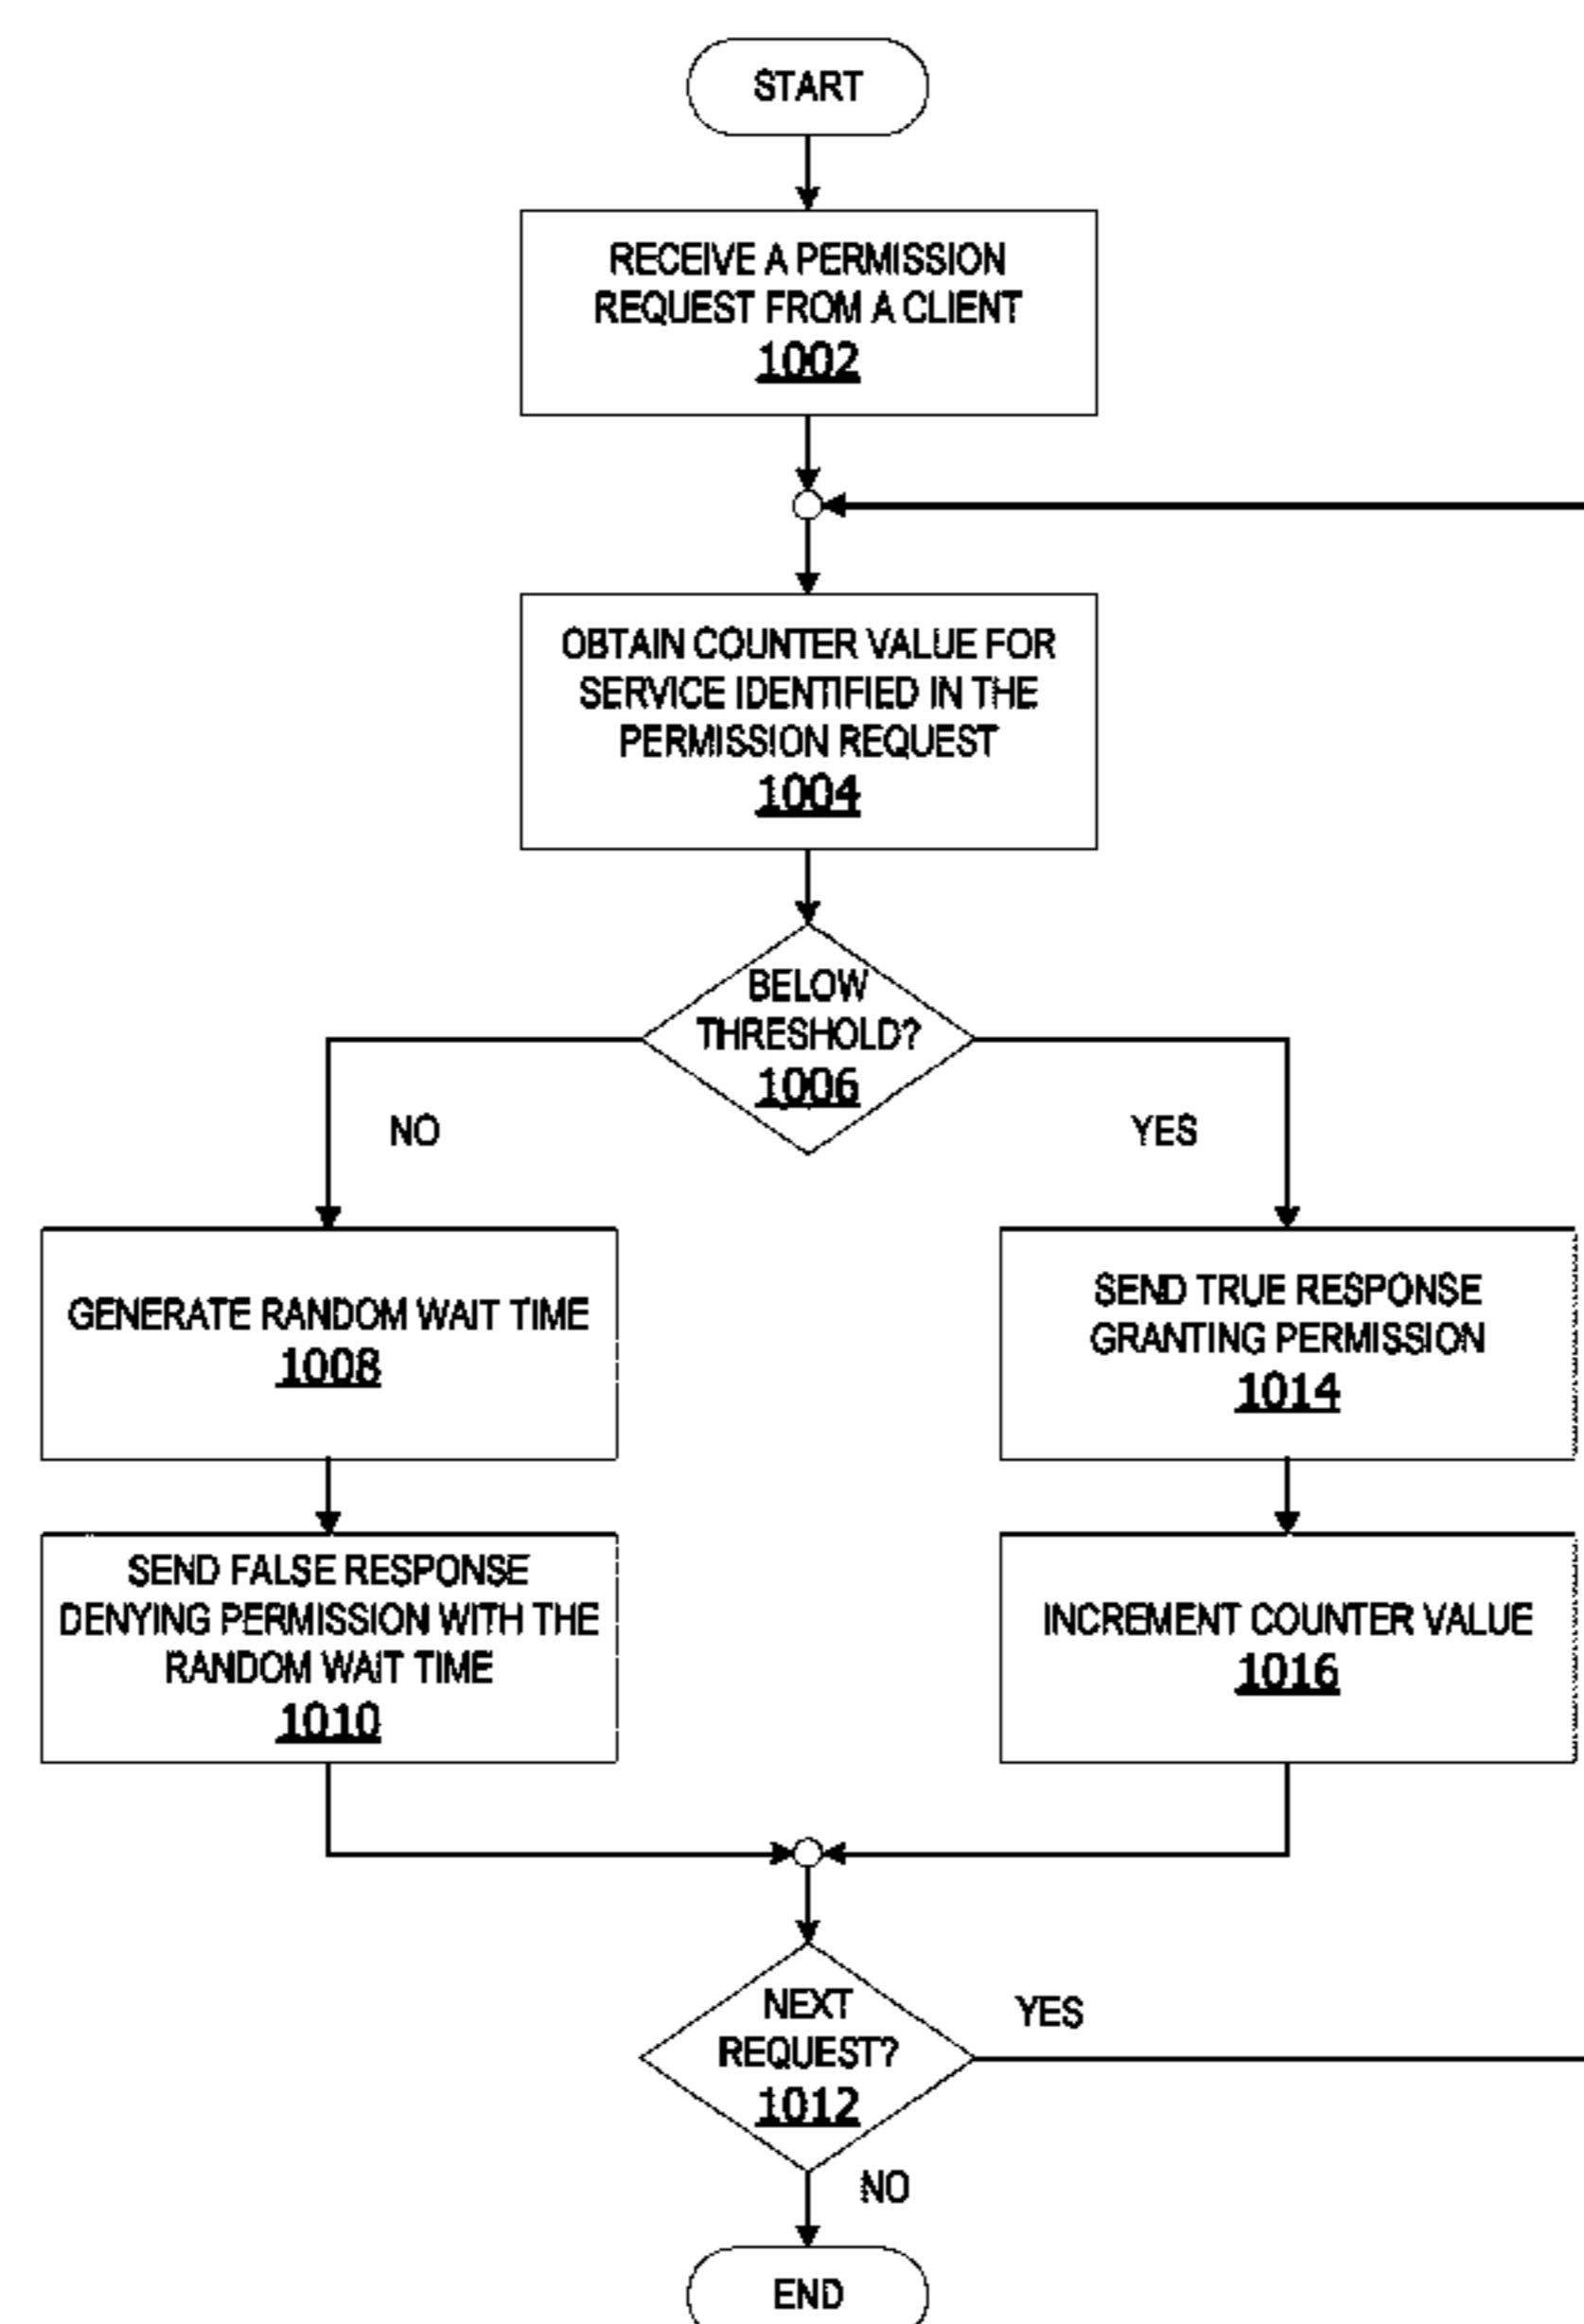 START
RECEIVE A PERMISSION
REQUEST FROM A CLIENT
1002
OBTAIN COUNTER VALUE FOR
SERVICE IDENTIFIED IN THE
PERMISSION REQUEST
1004
BELOW
THRESHOLD?
1006
NO
YES
GENERATE RANDOM WAIT TIME
1008
SEND TRUE RESPONSE
GRANTING PERMISSION
1014
SEND FALSE RESPONSE
DENYING PERMISSION WITH THE
RANDOM WAIT TIME
1010
INCREMENT COUNTER VALUE
1016
NEXT
REQUEST?
1012
YES
NO
END